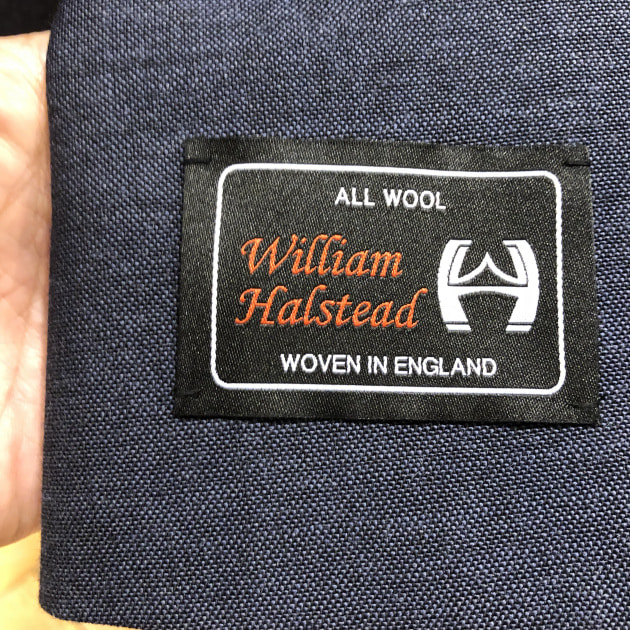 ALL WOOL
William
Halstead
WOVEN IN ENGLAND